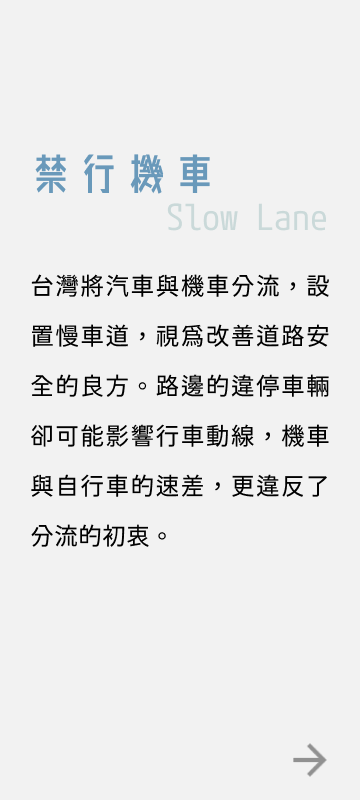 禁行機車
Slow Lane
台灣將汽車與機車分流，設
置慢車道，視為改善道路安
全的良方。路邊的違停車輛
卻可能影響行車動線，機車
與自行車的速差，更違反了
分流的初衷。